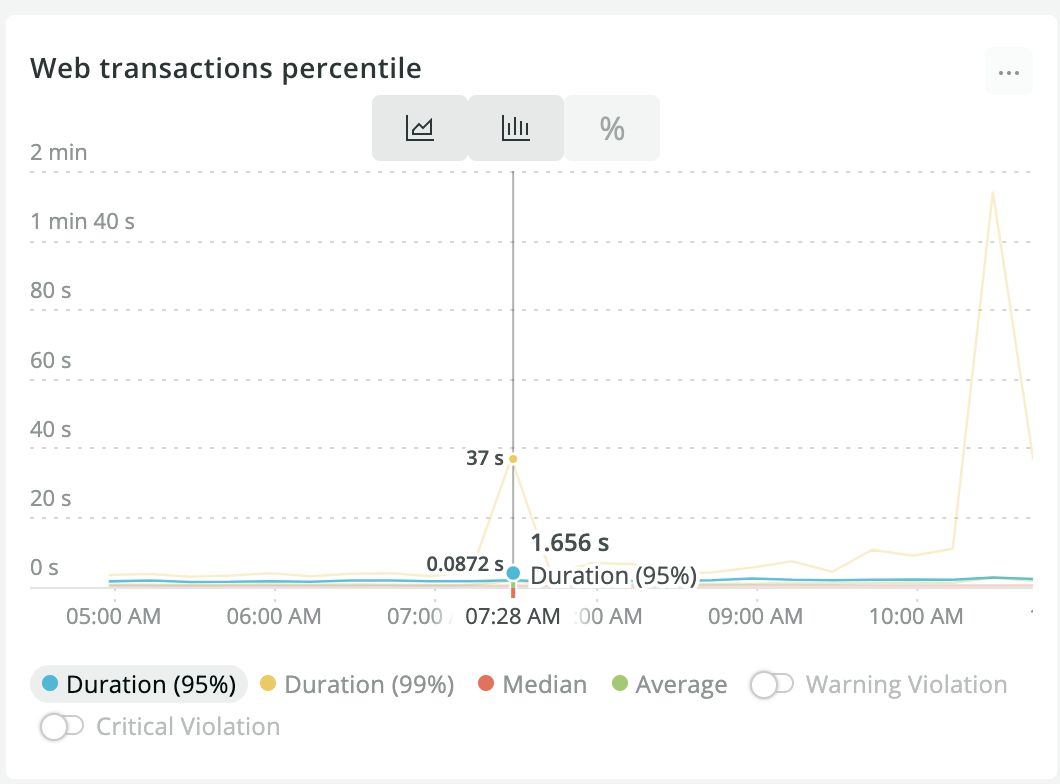 Web transactions percentile
%
2 min
1 min 40 s
80 s
60 s
40 s
37 s
20 s
1.656 s
0.0872 s
0 s
Duration (95%)
05:00 AM 06:00 AM 07:00 07:28 AM :00 AM 09:00 AM 10:00 AM
Duration (95%) Duration (99%) Median Average Warning Violation
Critical Violation